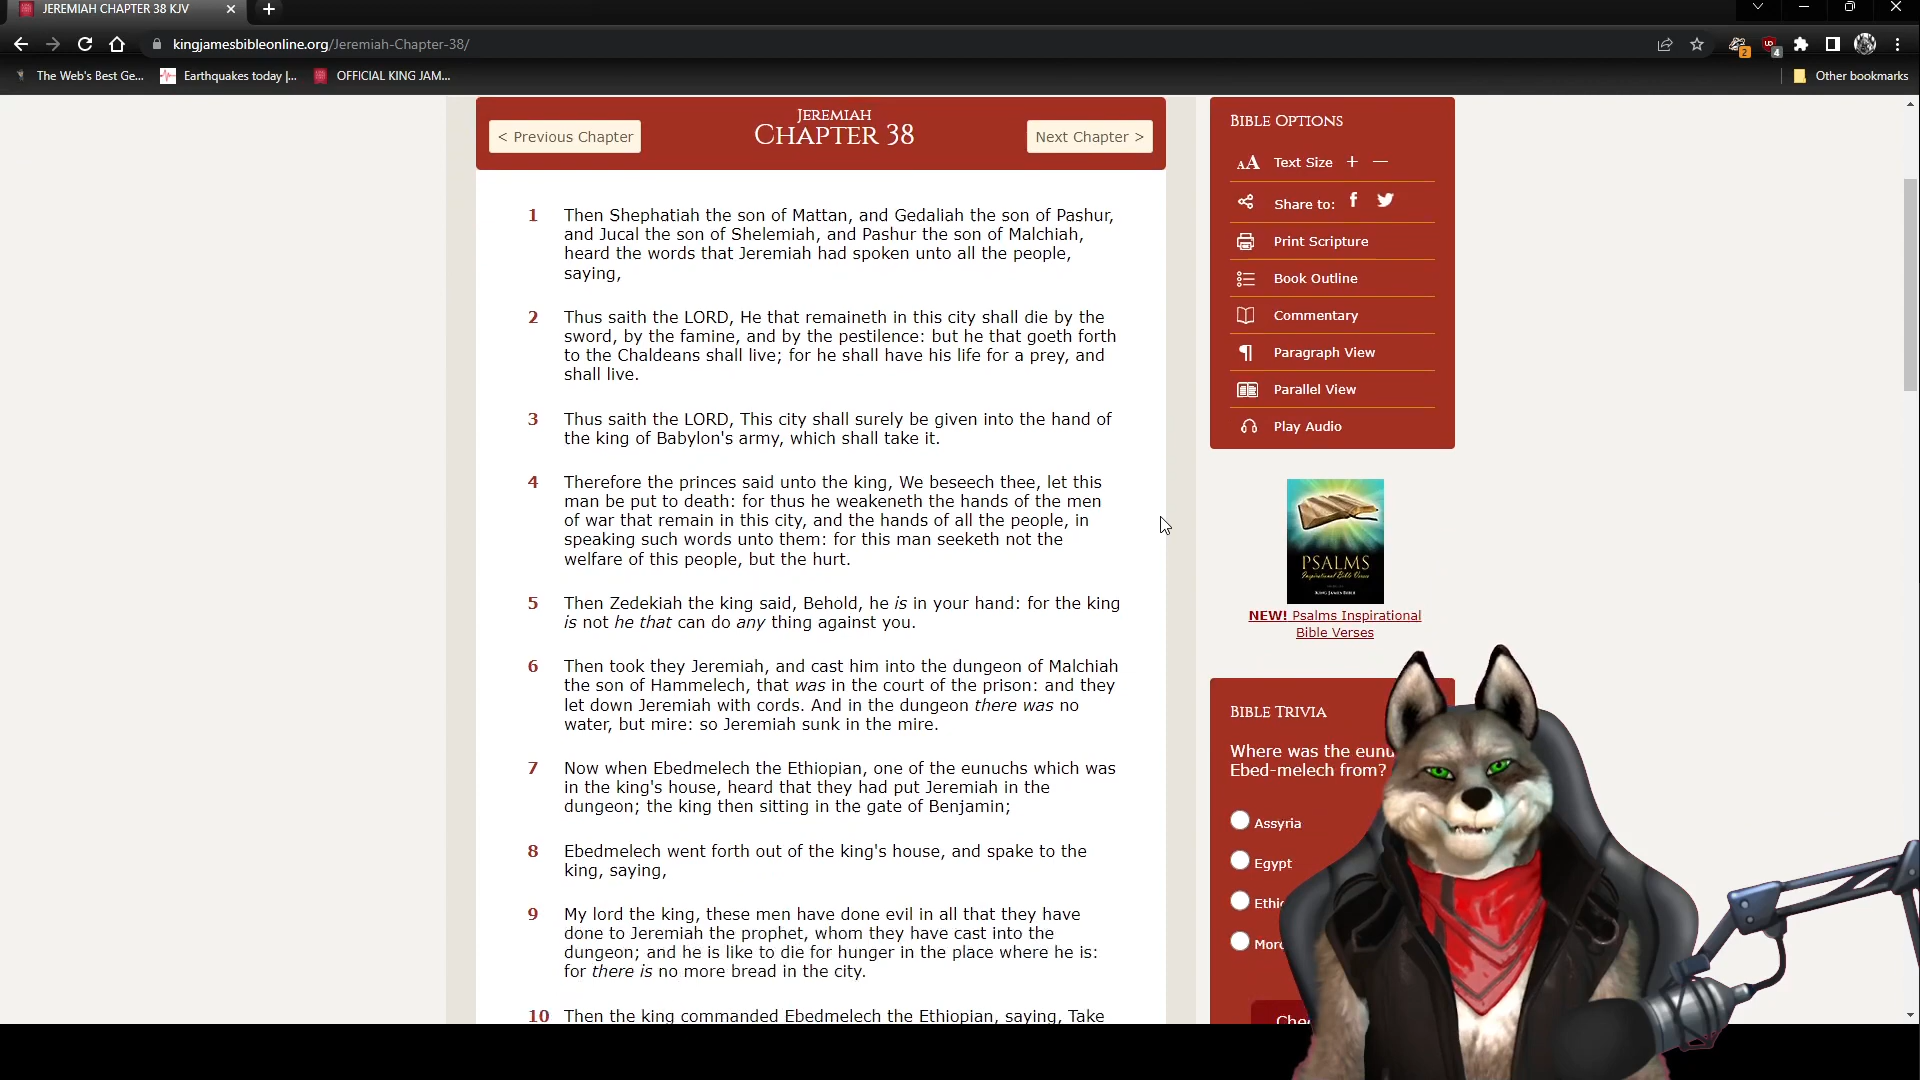 JEREMIAH CHAPTER 38 KJV
kingjamesbibleonline.org/Jeremiah-Chapter-38/
2
4
The Web's Best Ge...
Earthquakes today |...
OFFICIAL KING JAM...
Other bookmarks
< Previous Chapter
JEREMIAH
CHAPTER 38
Next Chapter >
1 Then Shephatiah the son of Mattan, and Gedaliah the son of Pashur,
and Jucal the son of Shelemiah, and Pashur the son of Malchiah,
heard the words that Jeremiah had spoken unto all the people,
saying,
2 Thus saith the LORD, He that remaineth in this city shall die by the
sword, by the famine, and by the pestilence: but he that goeth forth
to the Chaldeans shall live; for he shall have his life for a prey, and
shall live.
3 Thus saith the LORD, This city shall surely be given into the hand of
the king of Babylon's army, which shall take it.
4 Therefore the princes said unto the king, We beseech thee, let this
man be put to death: for thus he weakeneth the hands of the men
of war that remain in this city, and the hands of all the people, in
speaking such words unto them: for this man seeketh not the
welfare of this people, but the hurt.
5 Then Zedekiah the king said, Behold, he is in your hand: for the king
is not he that can do any thing against you.
6 Then took they Jeremiah, and cast him into the dungeon of Malchiah
the son of Hammelech, that was in the court of the prison: and they
let down Jeremiah with cords. And in the dungeon there was no
water, but mire: so Jeremiah sunk in the mire.
7 Now when Ebedmelech the Ethiopian, one of the eunuchs which was
in the king's house, heard that they had put Jeremiah in the
dungeon; the king then sitting in the gate of Benjamin;
8 Ebedmelech went forth out of the king's house, and spake to the
king, saying,
9 My lord the king, these men have done evil in all that they have
done to Jeremiah the prophet, whom they have cast into the
dungeon; and he is like to die for hunger in the place where he is:
for there is no more bread in the city.
10 Then the king commanded Ebedmelech the Ethiopian, saying, Take
BIBLE OPTIONS
AA Text Size + —
Share to:
Print Scripture
Book Outline
Commentary
Paragraph View
Parallel View
Play Audio
PSALMS
Inspirational Bible Verses
KING JAMES BIBLE
NEW! Psalms Inspirational
Bible Verses
BIBLE TRIVIA
Where was the eunu
Ebed-melech from?
Assyria
Egypt
Ethi
Moro
Chec